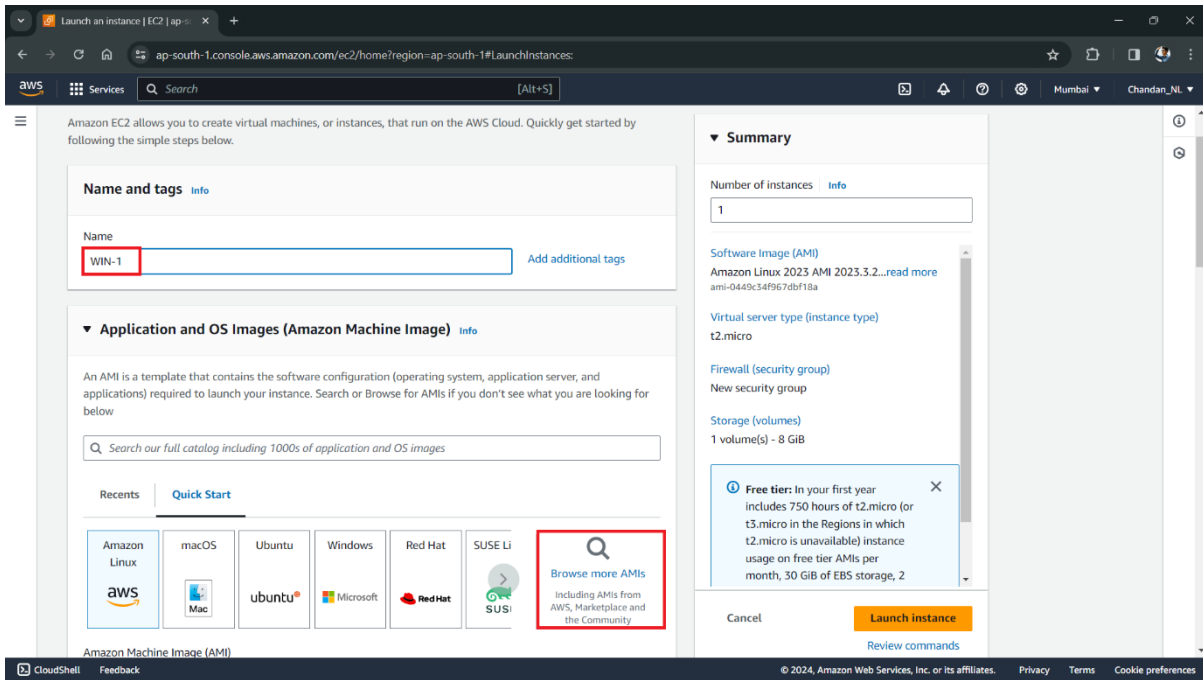 Launch an instance | EC2 | ap-so
ap-south-1.console.aws.amazon.com/ec2/home?region=ap-south-1#LaunchInstances:
aws
Services
Search
[Alt+S]
Mumbai
Chandan_NL
Amazon EC2 allows you to create virtual machines, or instances, that run on the AWS Cloud. Quickly get started by
following the simple steps below.
Name and tags Info
Name
WIN-1
Add additional tags
Application and OS Images (Amazon Machine Image) Info
An AMI is a template that contains the software configuration (operating system, application server, and
applications) required to launch your instance. Search or Browse for AMIs if you don't see what you are looking for
below
Search our full catalog including 1000s of application and OS images
Recents
Quick Start
Amazon
Linux
aws
macOS
Mac
Ubuntu
ubuntu®
Windows
Microsoft
Red Hat
Red Hat
SUSE Li
SUSE
Browse more AMIs
Including AMIs from
AWS, Marketplace and
the Community
Amazon Machine Image (AMI)
Summary
Number of instances Info
1
Software Image (AMI)
Amazon Linux 2023 AMI 2023.3.2...read more
ami-0449c34f967dbf18a
Virtual server type (instance type)
t2.micro
Firewall (security group)
New security group
Storage (volumes)
1 volume(s) - 8 GiB
Free tier: In your first year
includes 750 hours of t2.micro (or
t3.micro in the Regions in which
t2.micro is unavailable) instance
usage on free tier AMIs per
month, 30 GiB of EBS storage, 2
Cancel
Launch instance
Review commands
CloudShell
Feedback
© 2024, Amazon Web Services, Inc. or its affiliates.
Privacy
Terms
Cookie preferences